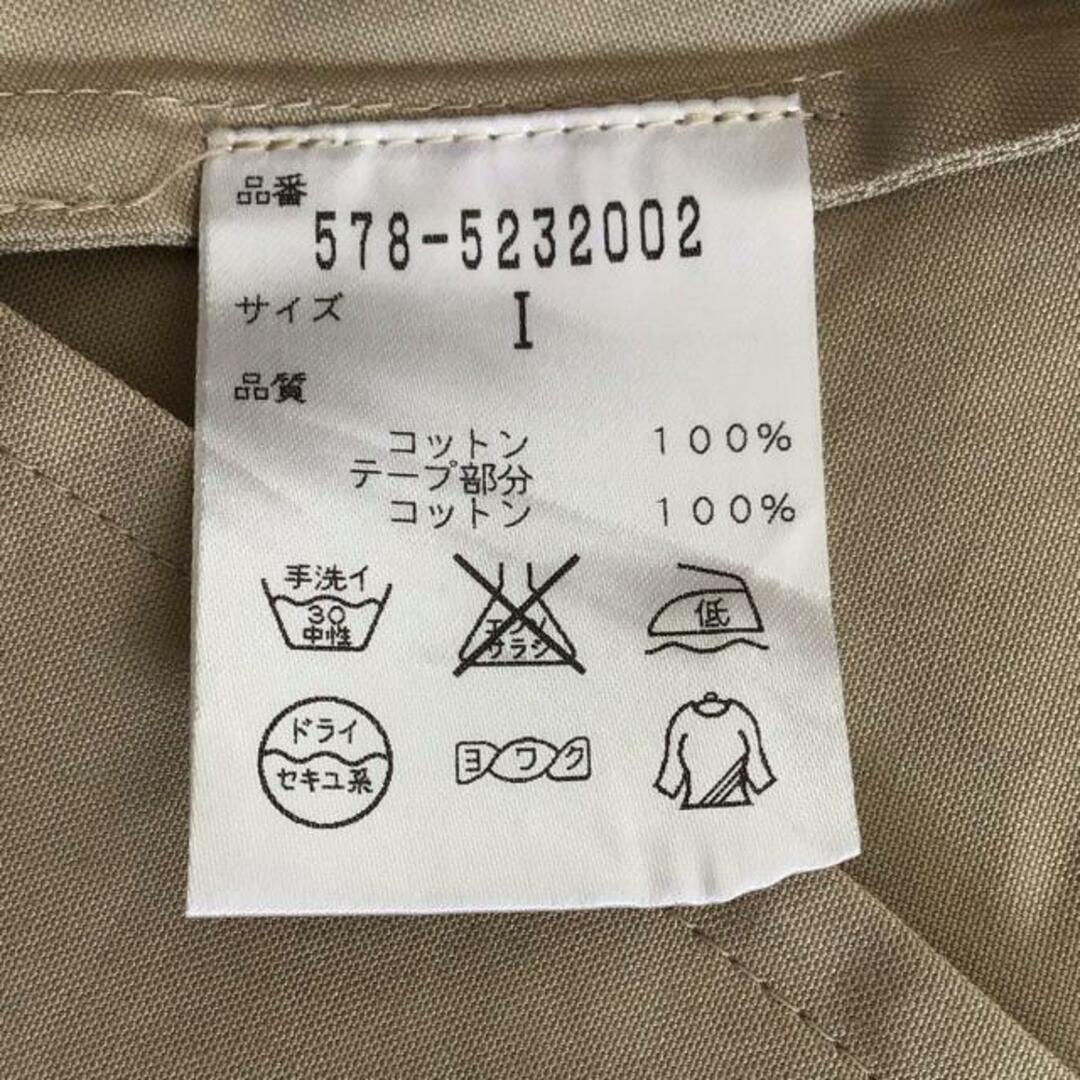 品番
578-5232002
サイズ I
品質
コットン 100%
テープ部分
コットン 100%
手洗イ
30
中性
エンソ
サラシ
低
ドライ
セキユ系
ヨワク